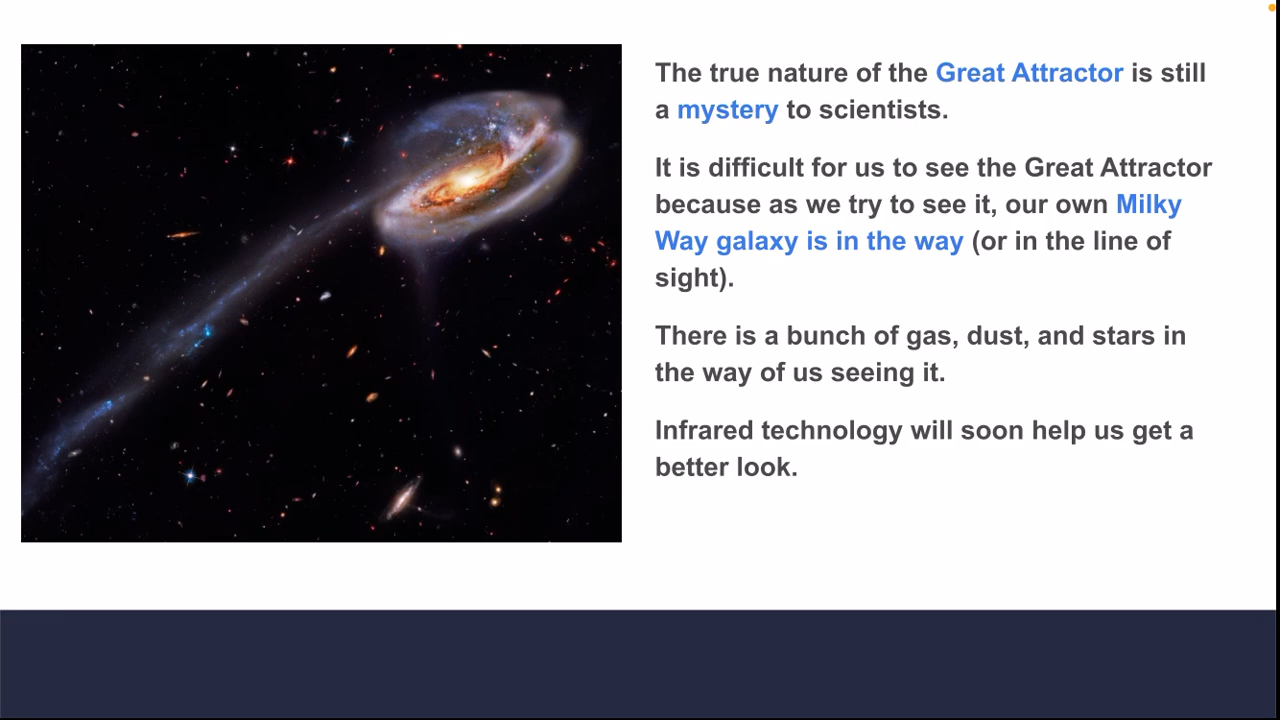 The true nature of the Great Attractor is still
a mystery to scientists.
It is difficult for us to see the Great Attractor
because as we try to see it, our own Milky
Way galaxy is in the way (or in the line of
sight).
There is a bunch of gas, dust, and stars in
the way of us seeing it.
Infrared technology will soon help us get a
better look.